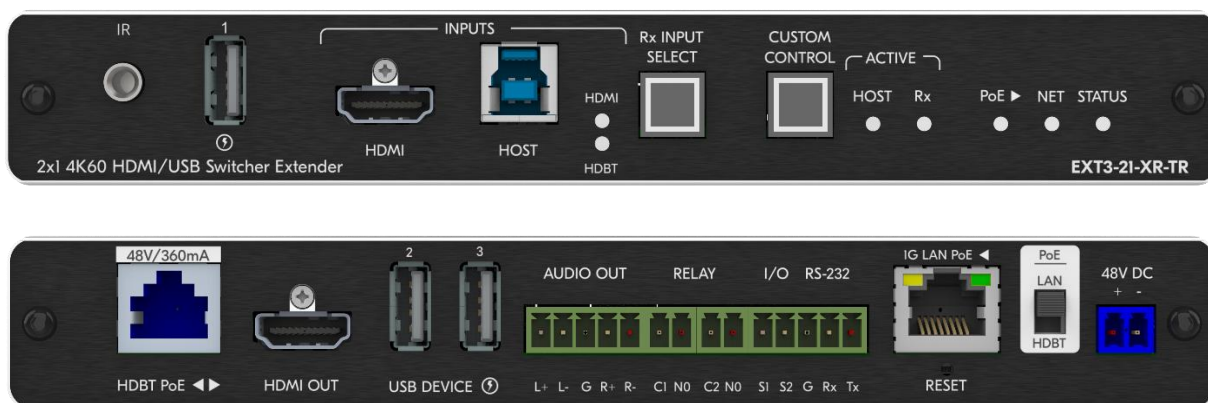 IR
1
INPUTS
HDMI
HOST
HDMI
HDBT
Rx INPUT
SELECT
CUSTOM
CONTROL
ACTIVE
HOST Rx
PoE ▶ NET STATUS
2x1 4K60 HDMI/USB Switcher Extender
EXT3-21-XR-TR
48V/360mA
HDBT PoE ◀▶
HDMI OUT
2 3
USB DEVICE
AUDIO OUT RELAY I/O RS-232
L+ L- G R+ R- C1 N0 C2 N0 S1 S2 G Rx Tx
1G LAN PoE ◀
RESET
PoE
LAN
HDBT
48V DC
+ -